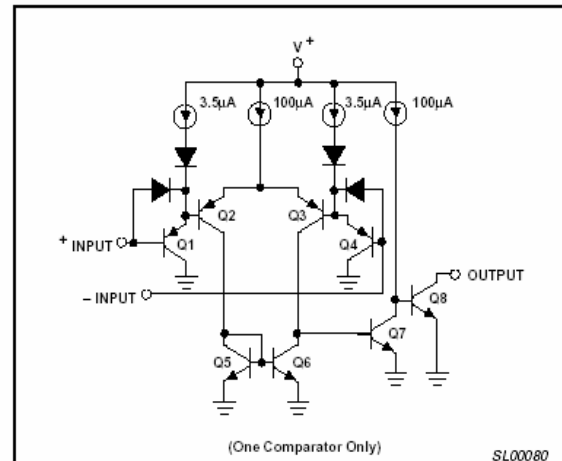 V+
3.5µA 100µA 3.5µA 100µA
Q2 Q3
+ INPUT Q1 Q4
– INPUT OUTPUT
Q8
Q7
Q5 Q6
(One Comparator Only)
SL00080